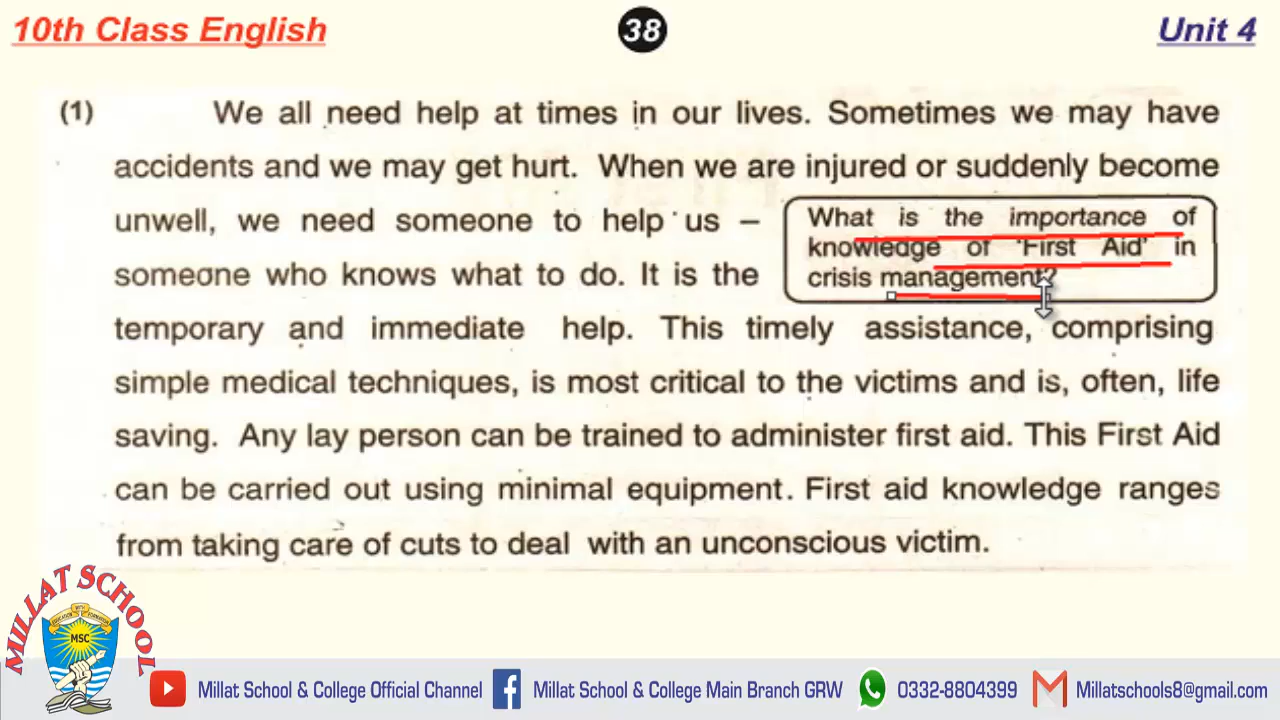 10th Class English
38
Unit 4
(1) We all need help at times in our lives. Sometimes we may have
accidents and we may get hurt. When we are injured or suddenly become
unwell, we need someone to help us –
someone who knows what to do. It is the
What is the importance of
knowledge of 'First Aid' in
crisis management?
temporary and immediate help. This timely assistance, comprising
simple medical techniques, is most critical to the victims and is, often, life
saving. Any lay person can be trained to administer first aid. This First Aid
can be carried out using minimal equipment. First aid knowledge ranges
from taking care of cuts to deal with an unconscious victim.
MILLAT SCHOOL
MSC
Millat School & College Official Channel
Millat School & College Main Branch GRW
0332-8804399
Millatschools8@gmail.com